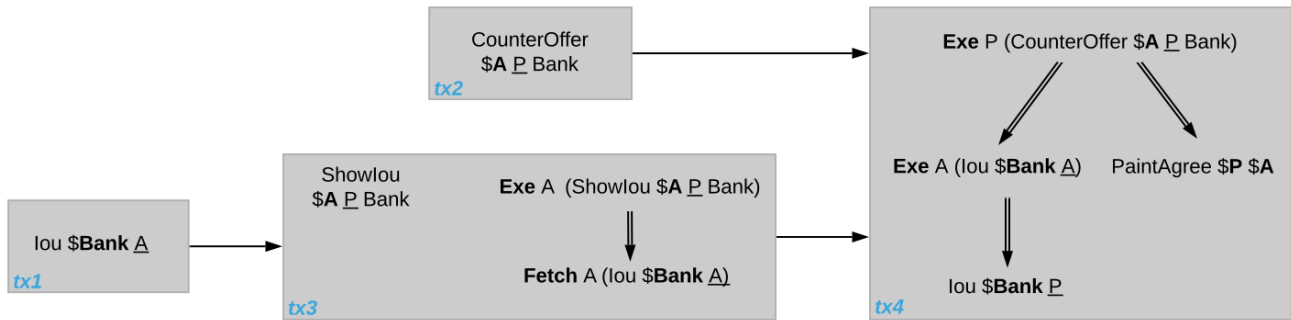 CounterOffer
$A P Bank
tx2
Exe P (CounterOffer $A P Bank)
Exe A (Iou $Bank A)
PaintAgree $P $A
Iou $Bank P
tx4
ShowIou
$A P Bank
Exe A (ShowIou $A P Bank)
Fetch A (Iou $Bank A)
tx3
Iou $Bank A
tx1